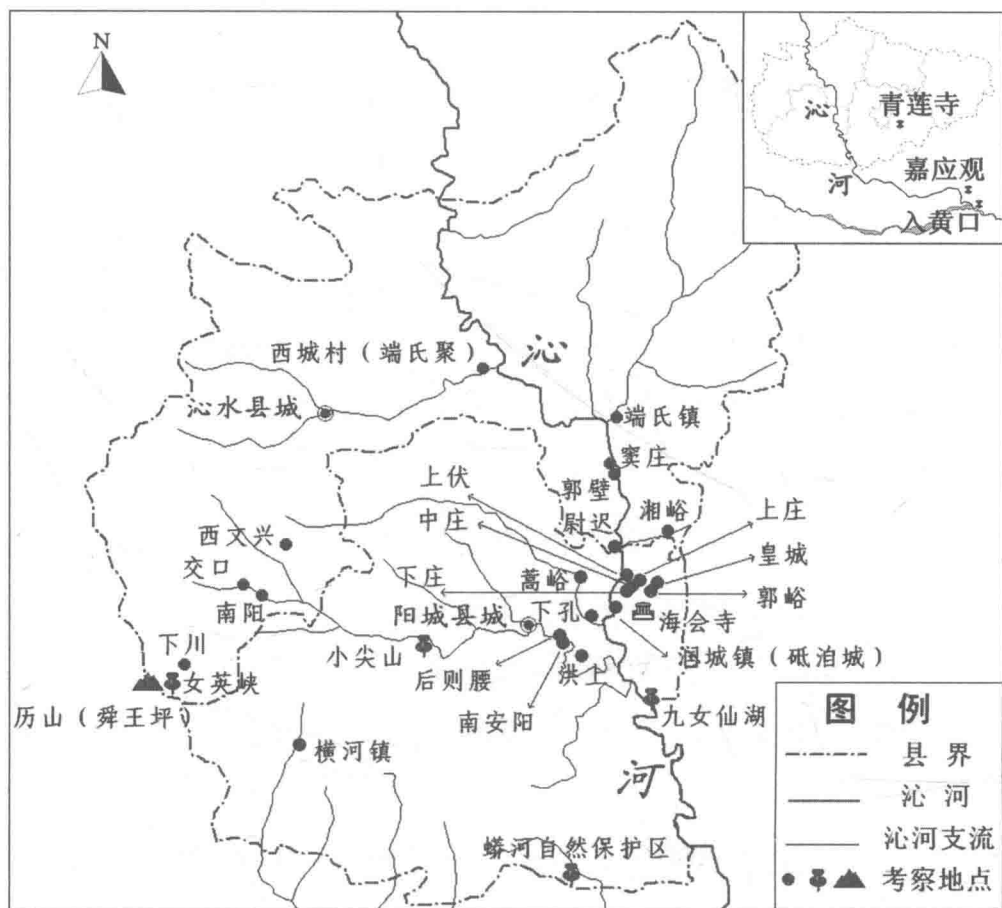 N
沁
河
青莲寺
嘉应观
入黄口
西城村（端氏聚）
沁
沁水县城
端氏镇
窦庄
上伏
郭壁
中庄
尉迟
湘峪
上庄
西文兴
皇城
交口
下庄
蒿峪
郭峪
南阳
阳城县城
下孔
海会寺
下川
小尖山
润城镇（砥泊城）
女英峡
后则腰
洪上
历山（舜王坪）
南安阳
九女仙湖
横河镇
河
蟒河自然保护区
图 例
县 界
沁 河
沁河支流
考察地点